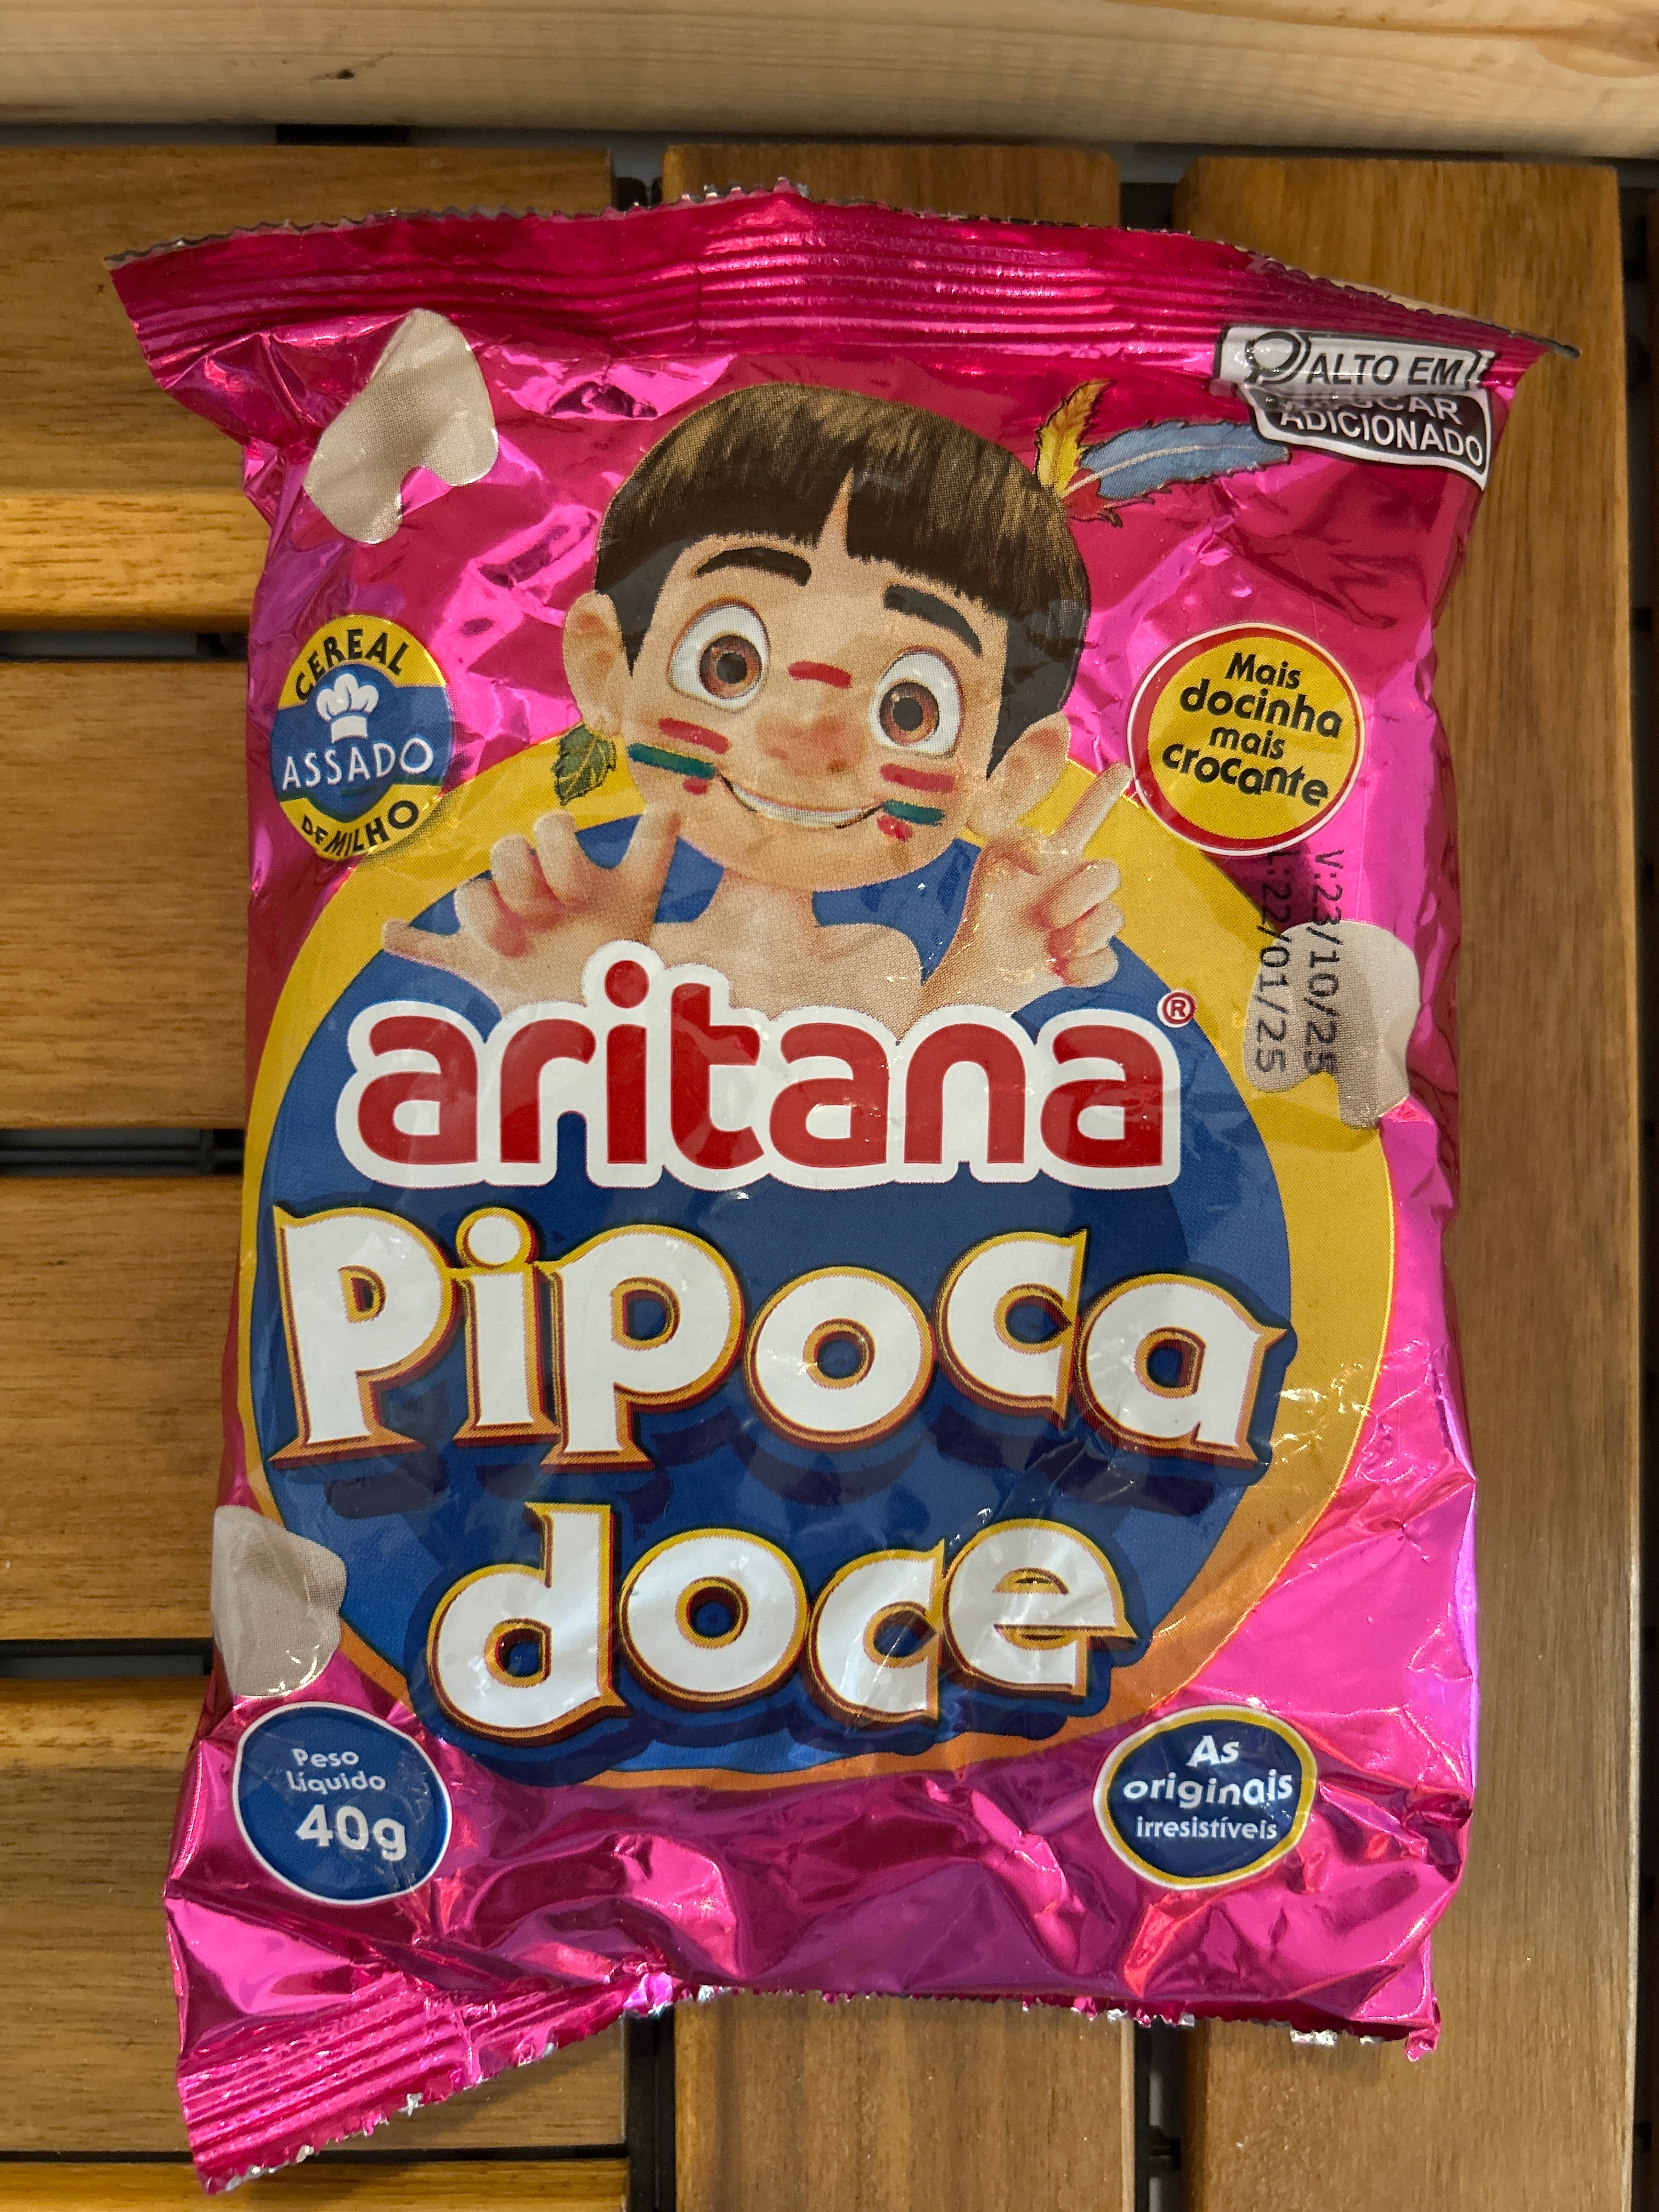 ALTO EM
AÇÚCAR
ADICIONADO
CEREAL
ASSADO
DE MILHO
Mais
docinha
mais
crocante
V:23/10/25
L:22/01/25
aritana®
Pipoca
doce
Peso
Líquido
40g
As
originais
irresistíveis